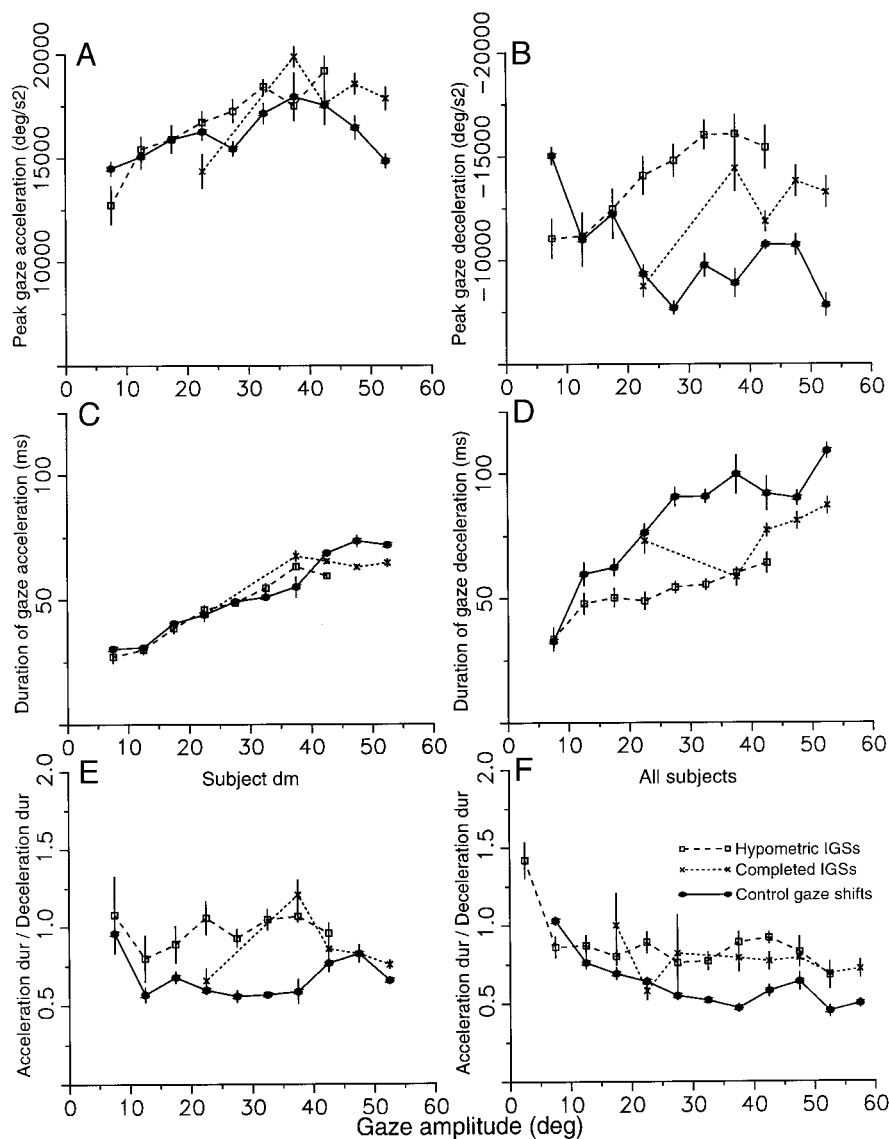 A
Peak gaze acceleration (deg/s2)
10000 15000 20000
0 10 20 30 40 50 60
B
Peak gaze deceleration (deg/s2)
−10000 −15000 −20000
0 10 20 30 40 50 60
C
Duration of gaze acceleration (ms)
50 100
0 10 20 30 40 50 60
D
Duration of gaze deceleration (ms)
50 100
0 10 20 30 40 50 60
E
Subject dm
Acceleration dur / Deceleration dur
0.5 1.0 1.5 2.0
0 10 20 30 40 50 60
F
All subjects
Hypometric IGSs
Completed IGSs
Control gaze shifts
Acceleration dur / Deceleration dur
0.5 1.0 1.5 2.0
0 10 20 30 40 50 60
Gaze amplitude (deg)